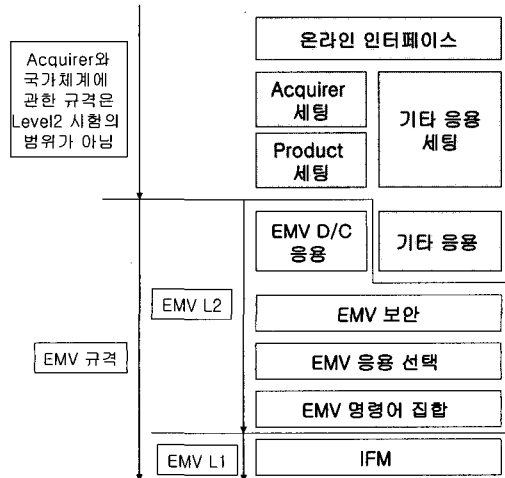 Acquirer와
국가체계에
관한 규격은
Level2 시험의
범위가 아님
온라인 인터페이스
Acquirer
세팅
Product
세팅
기타 응용
세팅
EMV D/C
응용
기타 응용
EMV L2
EMV 보안
EMV 규격
EMV 응용 선택
EMV 명령어 집합
EMV L1
IFM